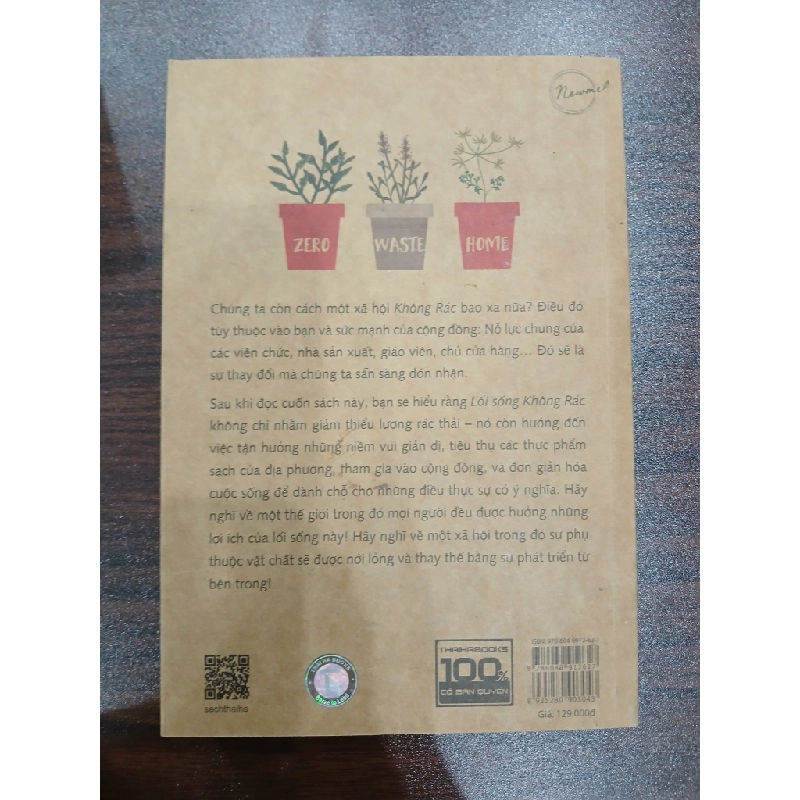 Newmel
ZERO WASTE HOME
Chúng ta còn cách một xã hội Không Rác bao xa nữa? Điều đó
tùy thuộc vào bạn và sức mạnh của cộng đồng: Nỗ lực chung của
các viên chức, nhà sản xuất, giáo viên, chủ cửa hàng... Đó sẽ là
sự thay đổi mà chúng ta sẵn sàng đón nhận.
Sau khi đọc cuốn sách này, bạn sẽ hiểu rằng Lối sống Không Rác
không chỉ nhằm giảm thiểu lượng rác thải – nó còn hướng đến
việc tận hưởng những niềm vui giản dị, tiêu thụ các thực phẩm
sạch của địa phương, tham gia vào cộng đồng, và đơn giản hóa
cuộc sống để dành chỗ cho những điều thực sự có ý nghĩa. Hãy
nghĩ về một thế giới trong đó mọi người đều được hưởng những
lợi ích của lối sống này! Hãy nghĩ về một xã hội trong đó sự phụ
thuộc vật chất sẽ được nới lỏng và thay thế bằng sự phát triển từ
bên trong!
THAIHABOOKS
100%
CÓ BẢN QUYỀN
sachthaiha
Giá: 129.000đ